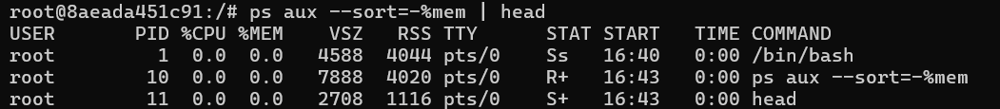 root@8aeada451c91:/# ps aux --sort=-%mem | head
USER         PID %CPU %MEM    VSZ   RSS TTY      STAT START   TIME COMMAND
root           1  0.0  0.0   4588  4044 pts/0    Ss   16:40   0:00 /bin/bash
root          10  0.0  0.0   7888  4020 pts/0    R+   16:43   0:00 ps aux --sort=-%mem
root          11  0.0  0.0   2708  1116 pts/0    S+   16:43   0:00 head